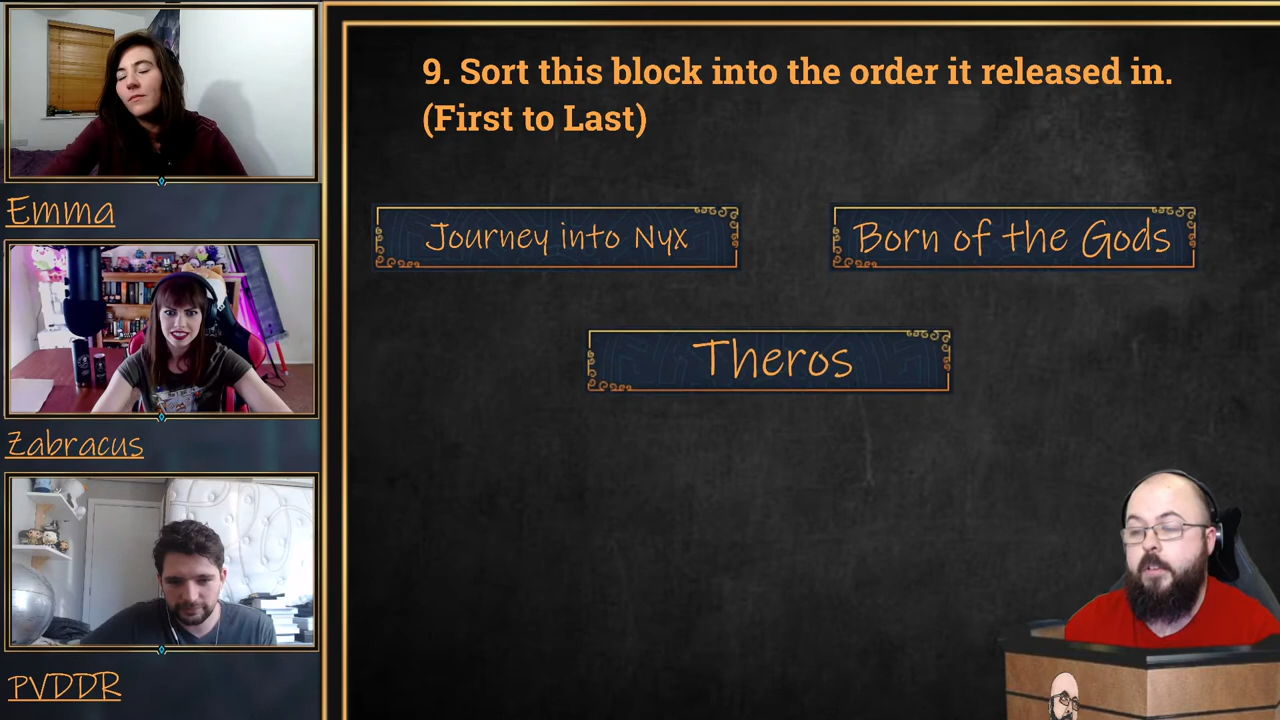 9. Sort this block into the order it released in.
(First to Last)
Journey into Nyx
Born of the Gods
Theros
Emma
Zabracus
PVDDR